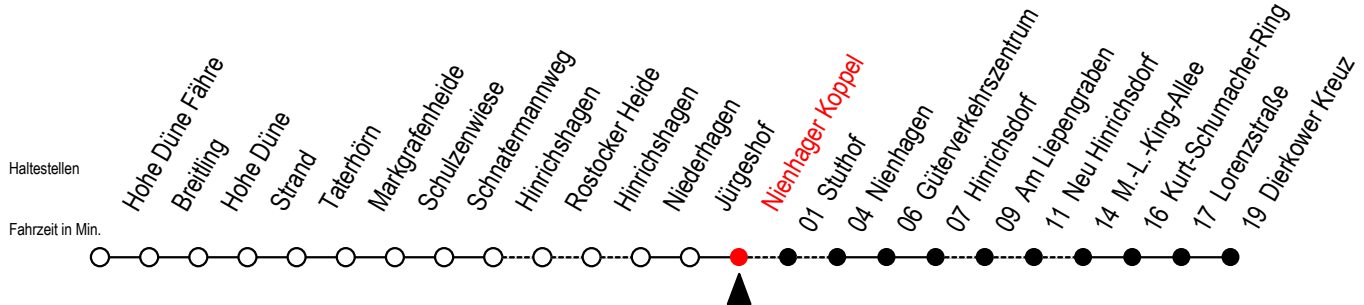 Haltestellen
Fahrzeit in Min.
Hohe Düne Fähre
Breitling
Hohe Düne
Strand
Taterhörn
Markgrafenheide
Schulzenwiese
Schnatermannweg
Hinrichshagen
Rostocker Heide
Hinrichshagen
Niederhagen
Jürgeshof
Nienhager Koppel
01 Stuthof
04 Nienhagen
06 Güterverkehrszentrum
07 Hinrichsdorf
09 Am Liepengraben
11 Neu Hinrichsdorf
14 M.-L.-King-Allee
16 Kurt-Schumacher-Ring
17 Lorenzstraße
19 Dierkower Kreuz